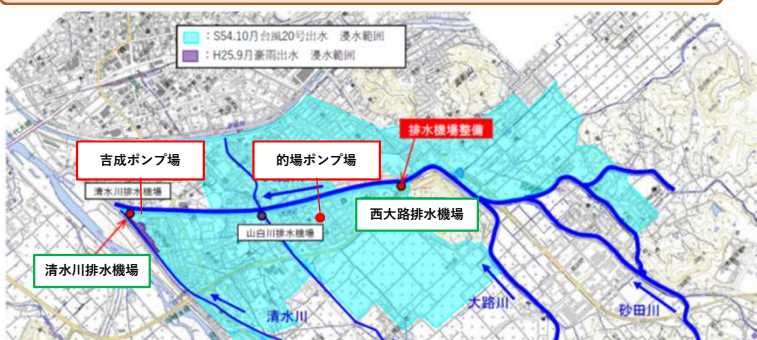 ：S54.10月台風20号出水　浸水範囲
：H25.9月豪雨出水　浸水範囲
排水機場整備
吉成ポンプ場
的場ポンプ場
清水川排水機場
西大路排水機場
山白川排水機場
清水川排水機場
清水川
大路川
砂田川